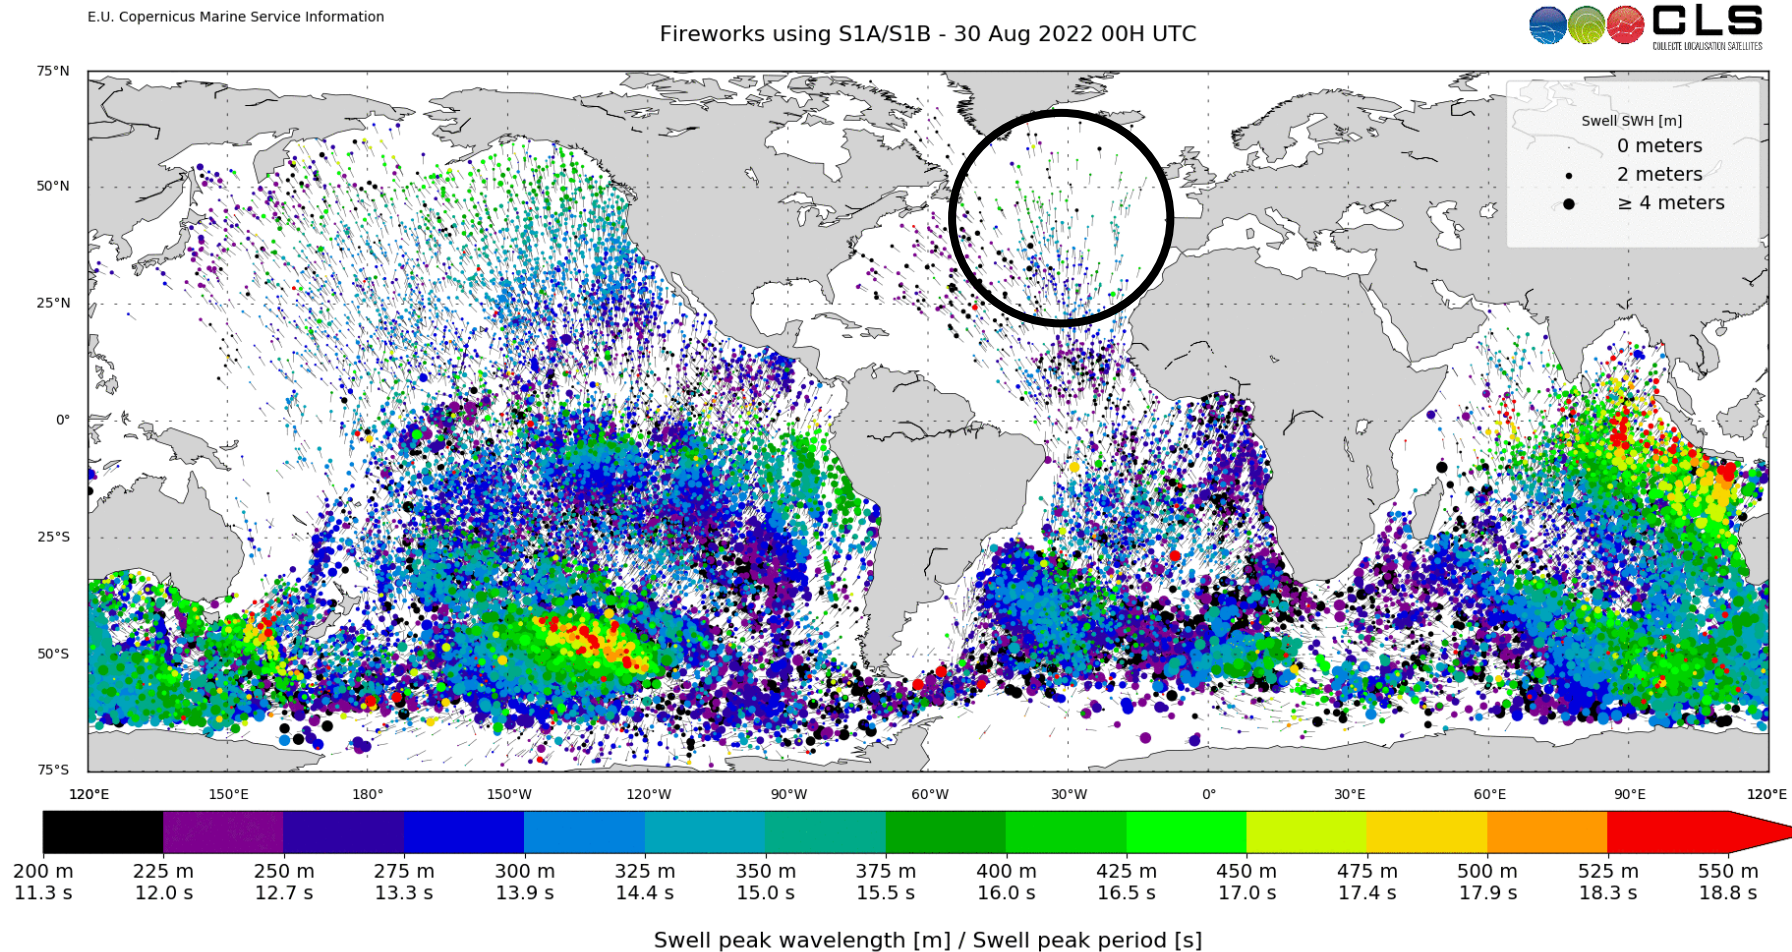 E.U. Copernicus Marine Service Information
Fireworks using S1A/S1B - 30 Aug 2022 00H UTC
CLS
COLLECTE LOCALISATION SATELLITES
75°N
50°N
25°N
0°
25°S
50°S
75°S
Swell SWH [m]
0 meters
2 meters
≥ 4 meters
120°E 150°E 180° 150°W 120°W 90°W 60°W 30°W 0° 30°E 60°E 90°E 120°E
200 m 225 m 250 m 275 m 300 m 325 m 350 m 375 m 400 m 425 m 450 m 475 m 500 m 525 m 550 m
11.3 s 12.0 s 12.7 s 13.3 s 13.9 s 14.4 s 15.0 s 15.5 s 16.0 s 16.5 s 17.0 s 17.4 s 17.9 s 18.3 s 18.8 s
Swell peak wavelength [m] / Swell peak period [s]